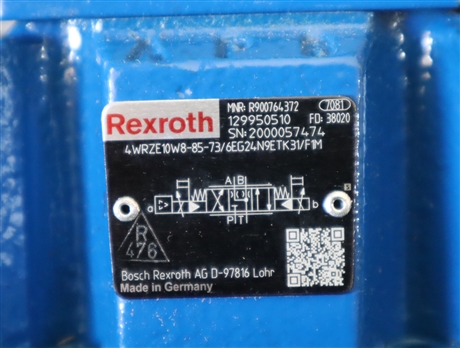 Rexroth
MNR: R900764372 7081
129950510 FD: 38020
SN: 2000057474
4WRZE10W8-85-73/6EG24N9ETK31/F1M
A B
a b
P T
R
476
Bosch Rexroth AG D-97816 Lohr
Made in Germany